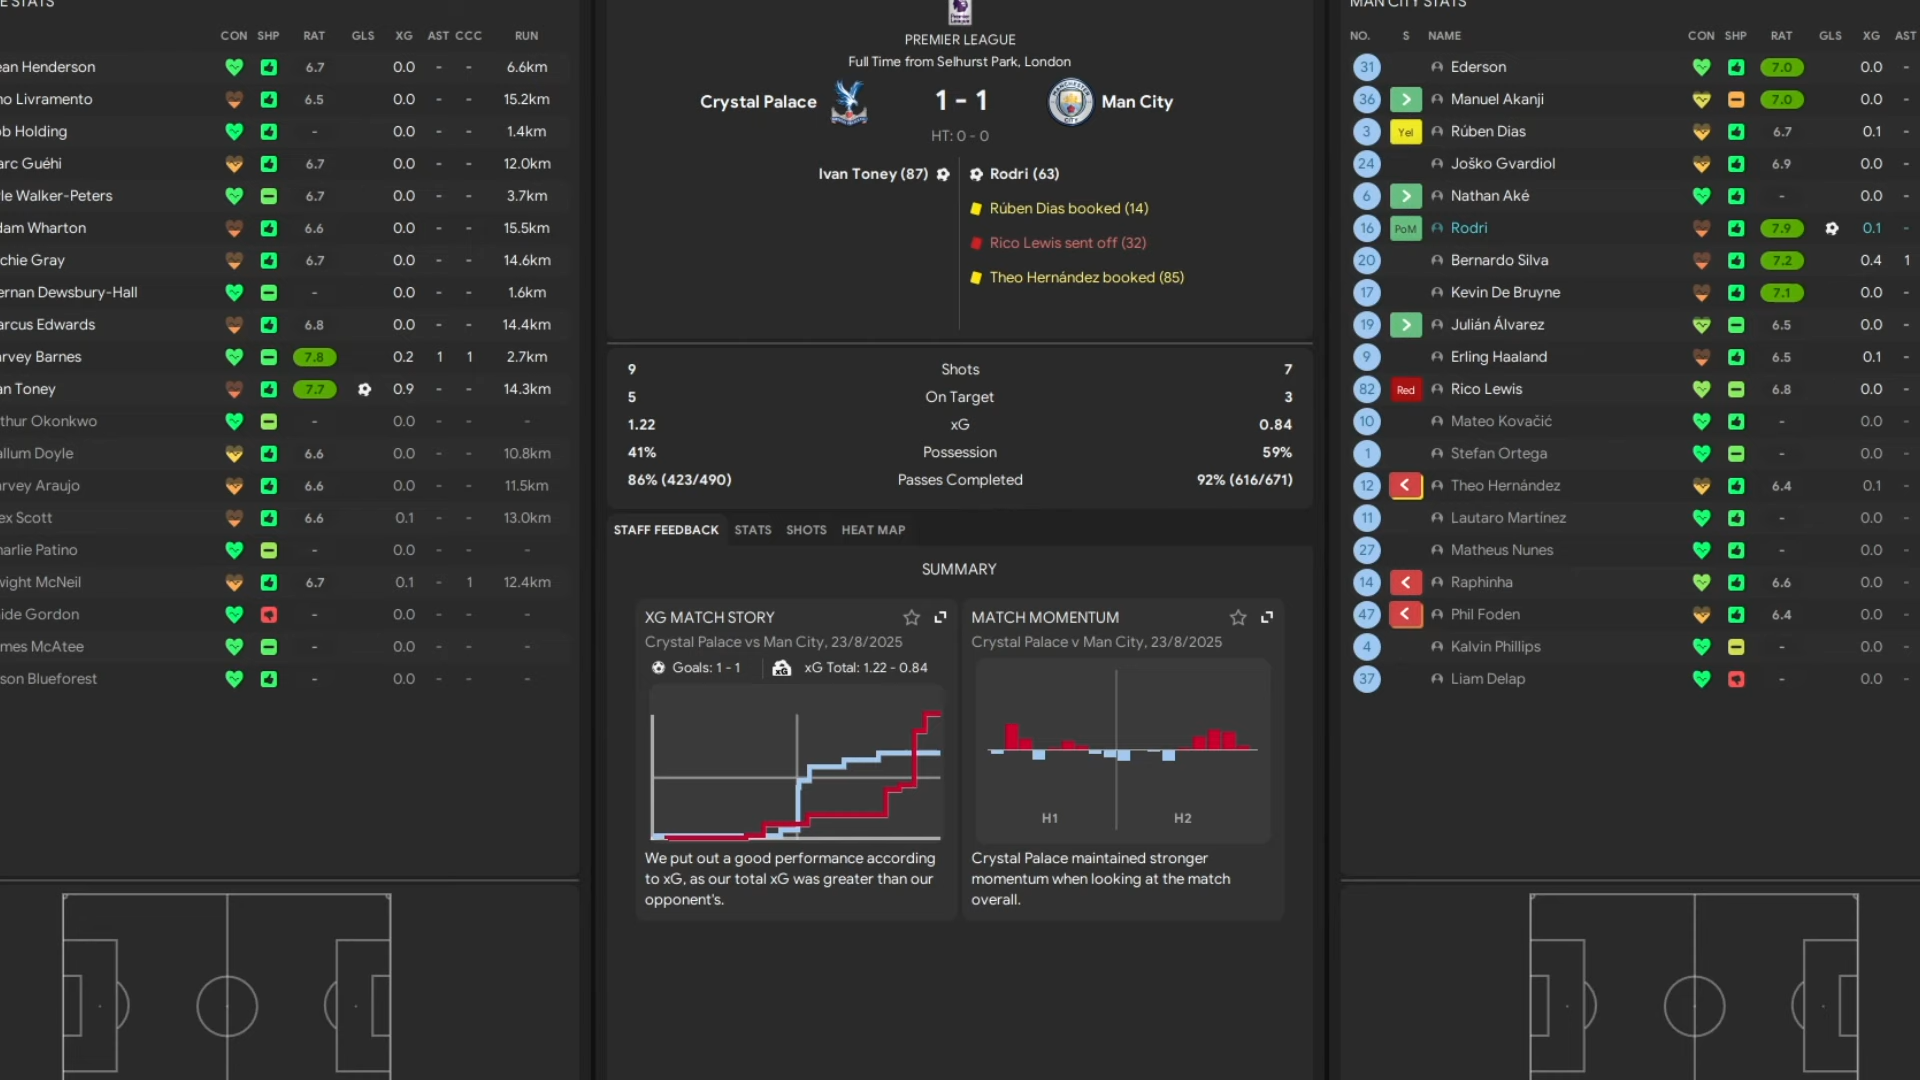 E STATS
CON SHP RAT GLS XG AST CCC RUN
ean Henderson 6.7 0.0 - - 6.6km
no Livramento 6.5 0.0 - - 15.2km
ob Holding - 0.0 - - 1.4km
arc Guéhi 6.7 0.0 - - 12.0km
le Walker-Peters 6.7 0.0 - - 3.7km
dam Wharton 6.6 0.0 - - 15.5km
chie Gray 6.7 0.0 - - 14.6km
ernan Dewsbury-Hall - 0.0 - - 1.6km
arcus Edwards 6.8 0.0 - - 14.4km
arvey Barnes 7.8 0.2 1 1 2.7km
an Toney 7.7 0.9 - - 14.3km
thur Okonkwo - 0.0 - - -
allum Doyle 6.6 0.0 - - 10.8km
arvey Araujo 6.6 0.0 - - 11.5km
ex Scott 6.6 0.1 - - 13.0km
harlie Patino - 0.0 - - -
wight McNeil 6.7 0.1 - 1 12.4km
ide Gordon - 0.0 - - -
mes McAtee - 0.0 - - -
son Blueforest - 0.0 - - -
PREMIER LEAGUE
Full Time from Selhurst Park, London
Crystal Palace 1 - 1 Man City
HT: 0 - 0
Ivan Toney (87) Rodri (63)
Rúben Dias booked (14)
Rico Lewis sent off (32)
Theo Hernández booked (85)
9 Shots 7
5 On Target 3
1.22 xG 0.84
41% Possession 59%
86% (423/490) Passes Completed 92% (616/671)
STAFF FEEDBACK STATS SHOTS HEAT MAP
SUMMARY
XG MATCH STORY
Crystal Palace vs Man City, 23/8/2025
Goals: 1 - 1 xG xG Total: 1.22 - 0.84
We put out a good performance according
to xG, as our total xG was greater than our
opponent's.
MATCH MOMENTUM
Crystal Palace v Man City, 23/8/2025
H1 H2
Crystal Palace maintained stronger
momentum when looking at the match
overall.
MAN CITY STATS
NO. S NAME CON SHP RAT GLS XG AST
31 Ederson 7.0 0.0 -
36 Manuel Akanji 7.0 0.0 -
3 Yel Rúben Dias 6.7 0.1 -
24 Joško Gvardiol 6.9 0.0 -
6 Nathan Aké - 0.0 -
16 PoM Rodri 7.9 0.1 -
20 Bernardo Silva 7.2 0.4 1
17 Kevin De Bruyne 7.1 0.0 -
19 Julián Álvarez 6.5 0.0 -
9 Erling Haaland 6.5 0.1 -
82 Red Rico Lewis 6.8 0.0 -
10 Mateo Kovačić - 0.0 -
1 Stefan Ortega - 0.0 -
12 Theo Hernández 6.4 0.1 -
11 Lautaro Martínez - 0.0 -
27 Matheus Nunes - 0.0 -
14 Raphinha 6.6 0.0 -
47 Phil Foden 6.4 0.0 -
4 Kalvin Phillips - 0.0 -
37 Liam Delap - 0.0 -